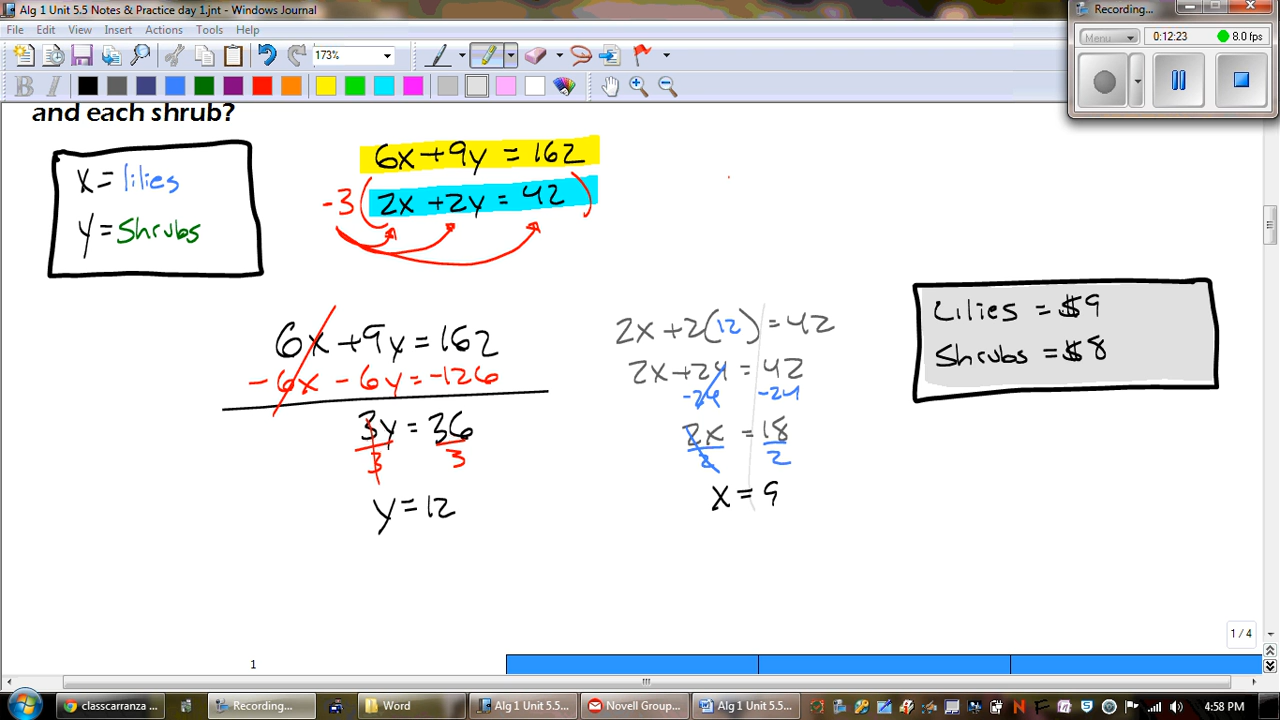 Alg 1 Unit 5.5 Notes & Practice day 1.jnt - Windows Journal
Recording...
File Edit View Insert Actions Tools Help
Menu
0:12:23
8.0 fps
173%
B I
and each shrub?
x = lilies
y = Shrubs
6x+9y = 162
-3 (2x +2y = 42)
6x+9y=162
-6x - 6y = -126
3y = 36
3 3
y = 12
2x+2(12) = 42
2x+24 = 42
-24 -24
2x = 18
2 2
x = 9
Lilies = $9
Shrubs = $8
1 / 4
1
classcarranza ...
Recording...
Word
Alg 1 Unit 5.5...
Novell Group...
Alg 1 Unit 5.5...
4:58 PM